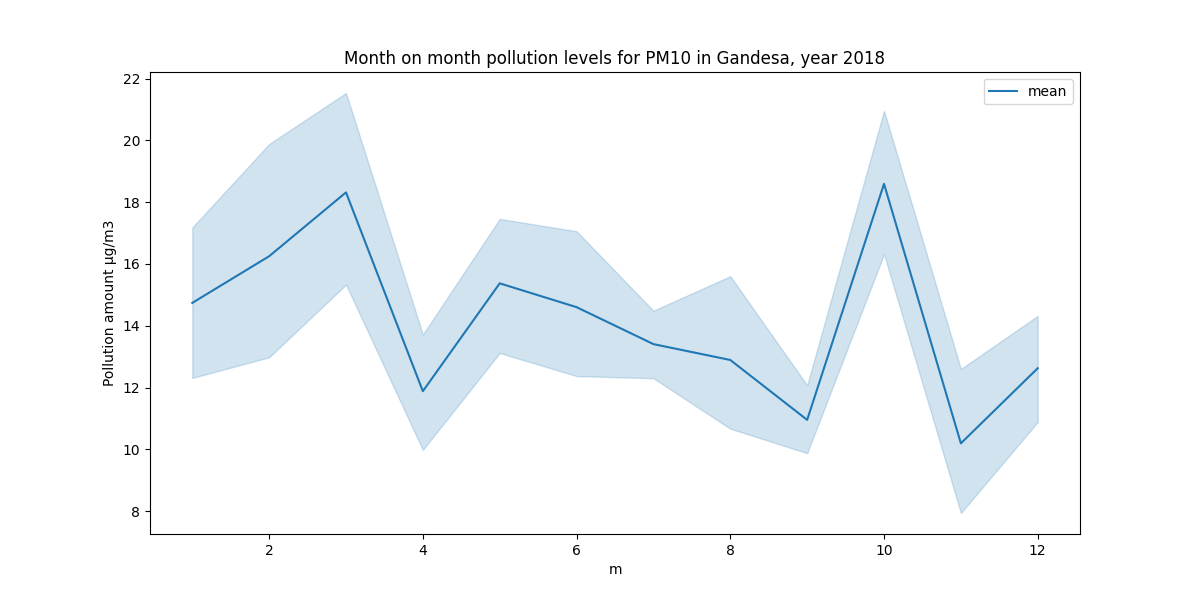 Month on month pollution levels for PM10 in Gandesa, year 2018
mean
Pollution amount µg/m3
22
20
18
16
14
12
10
8
2 4 6 8 10 12
m